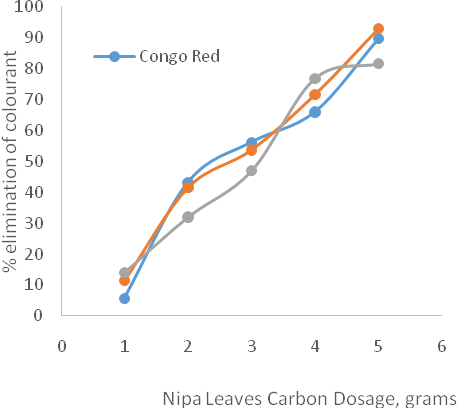 100
90
80
70
60
50
40
30
20
10
0
% elimination of colourant
Congo Red
0 1 2 3 4 5 6
Nipa Leaves Carbon Dosage, grams